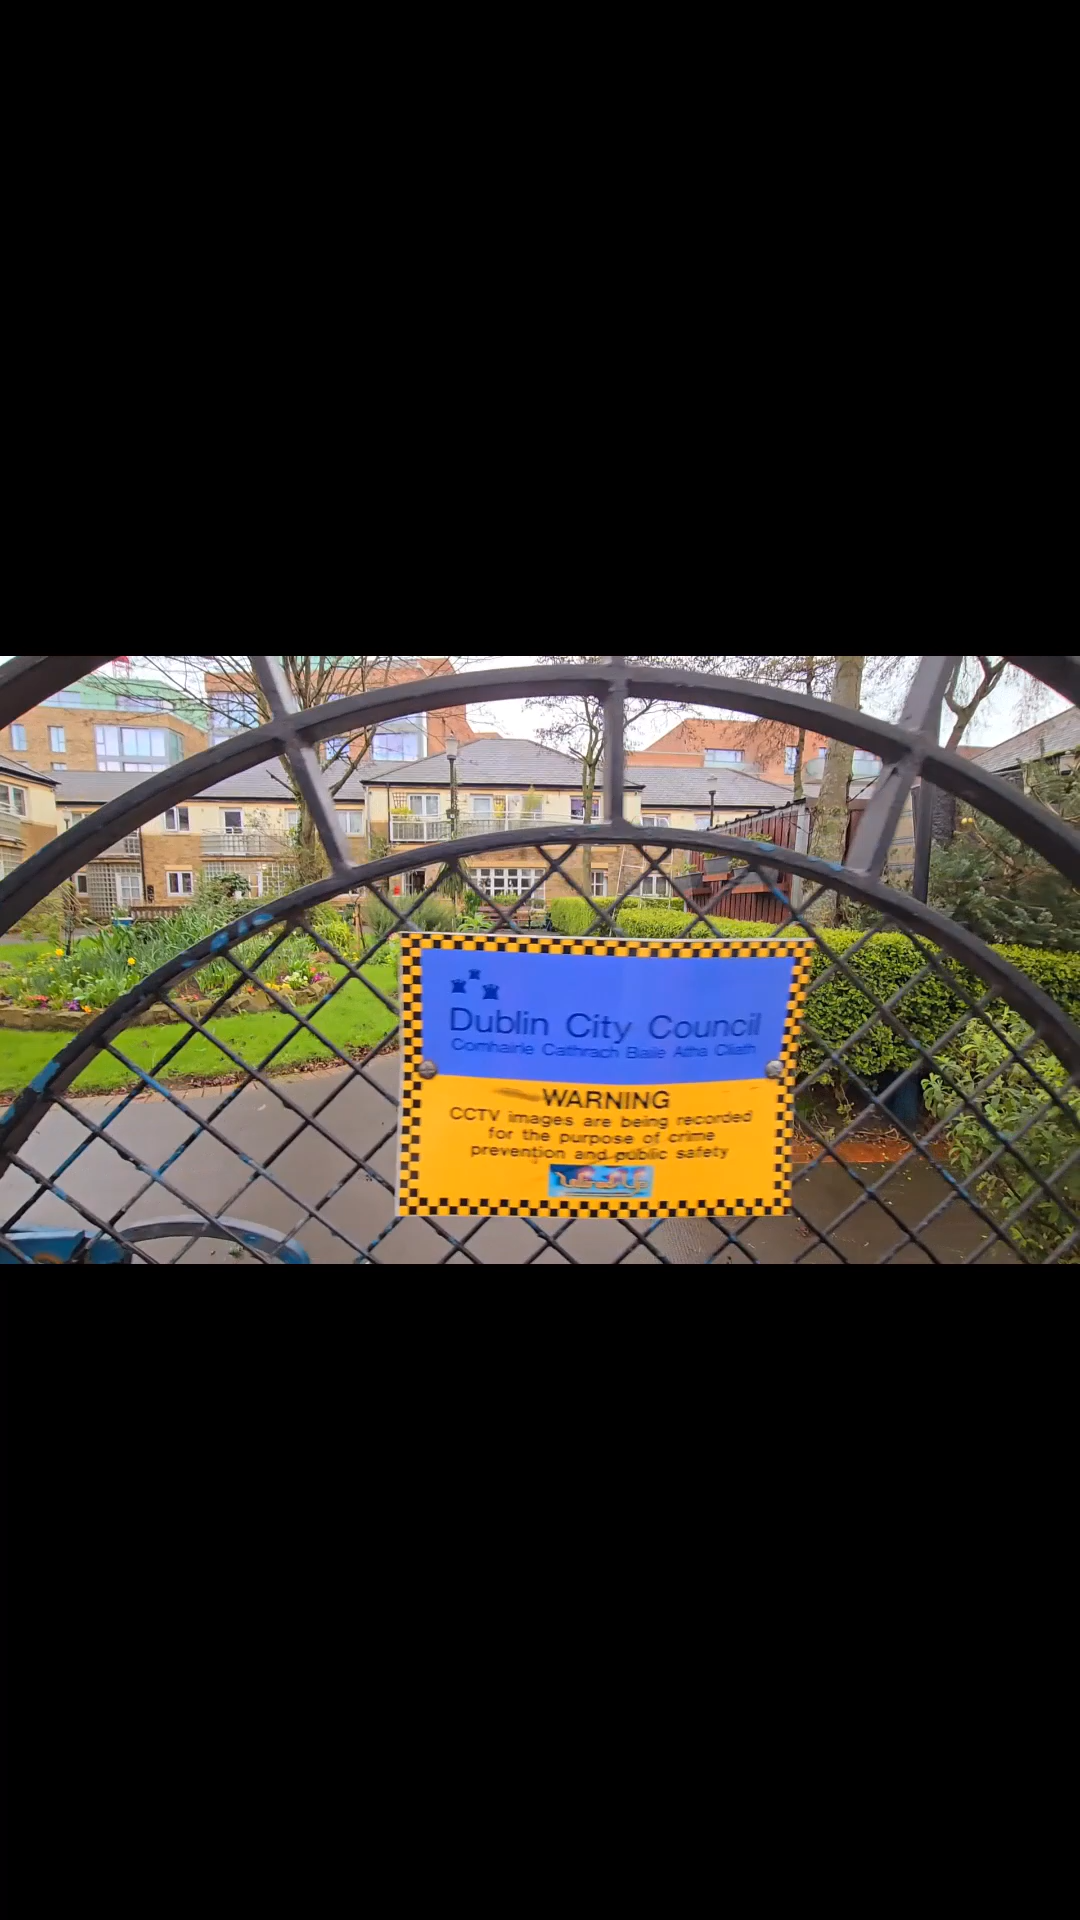 Dublin City Council
Comhairle Cathrach Baile Átha Cliath
WARNING
CCTV images are being recorded
for the purpose of crime
prevention and public safety